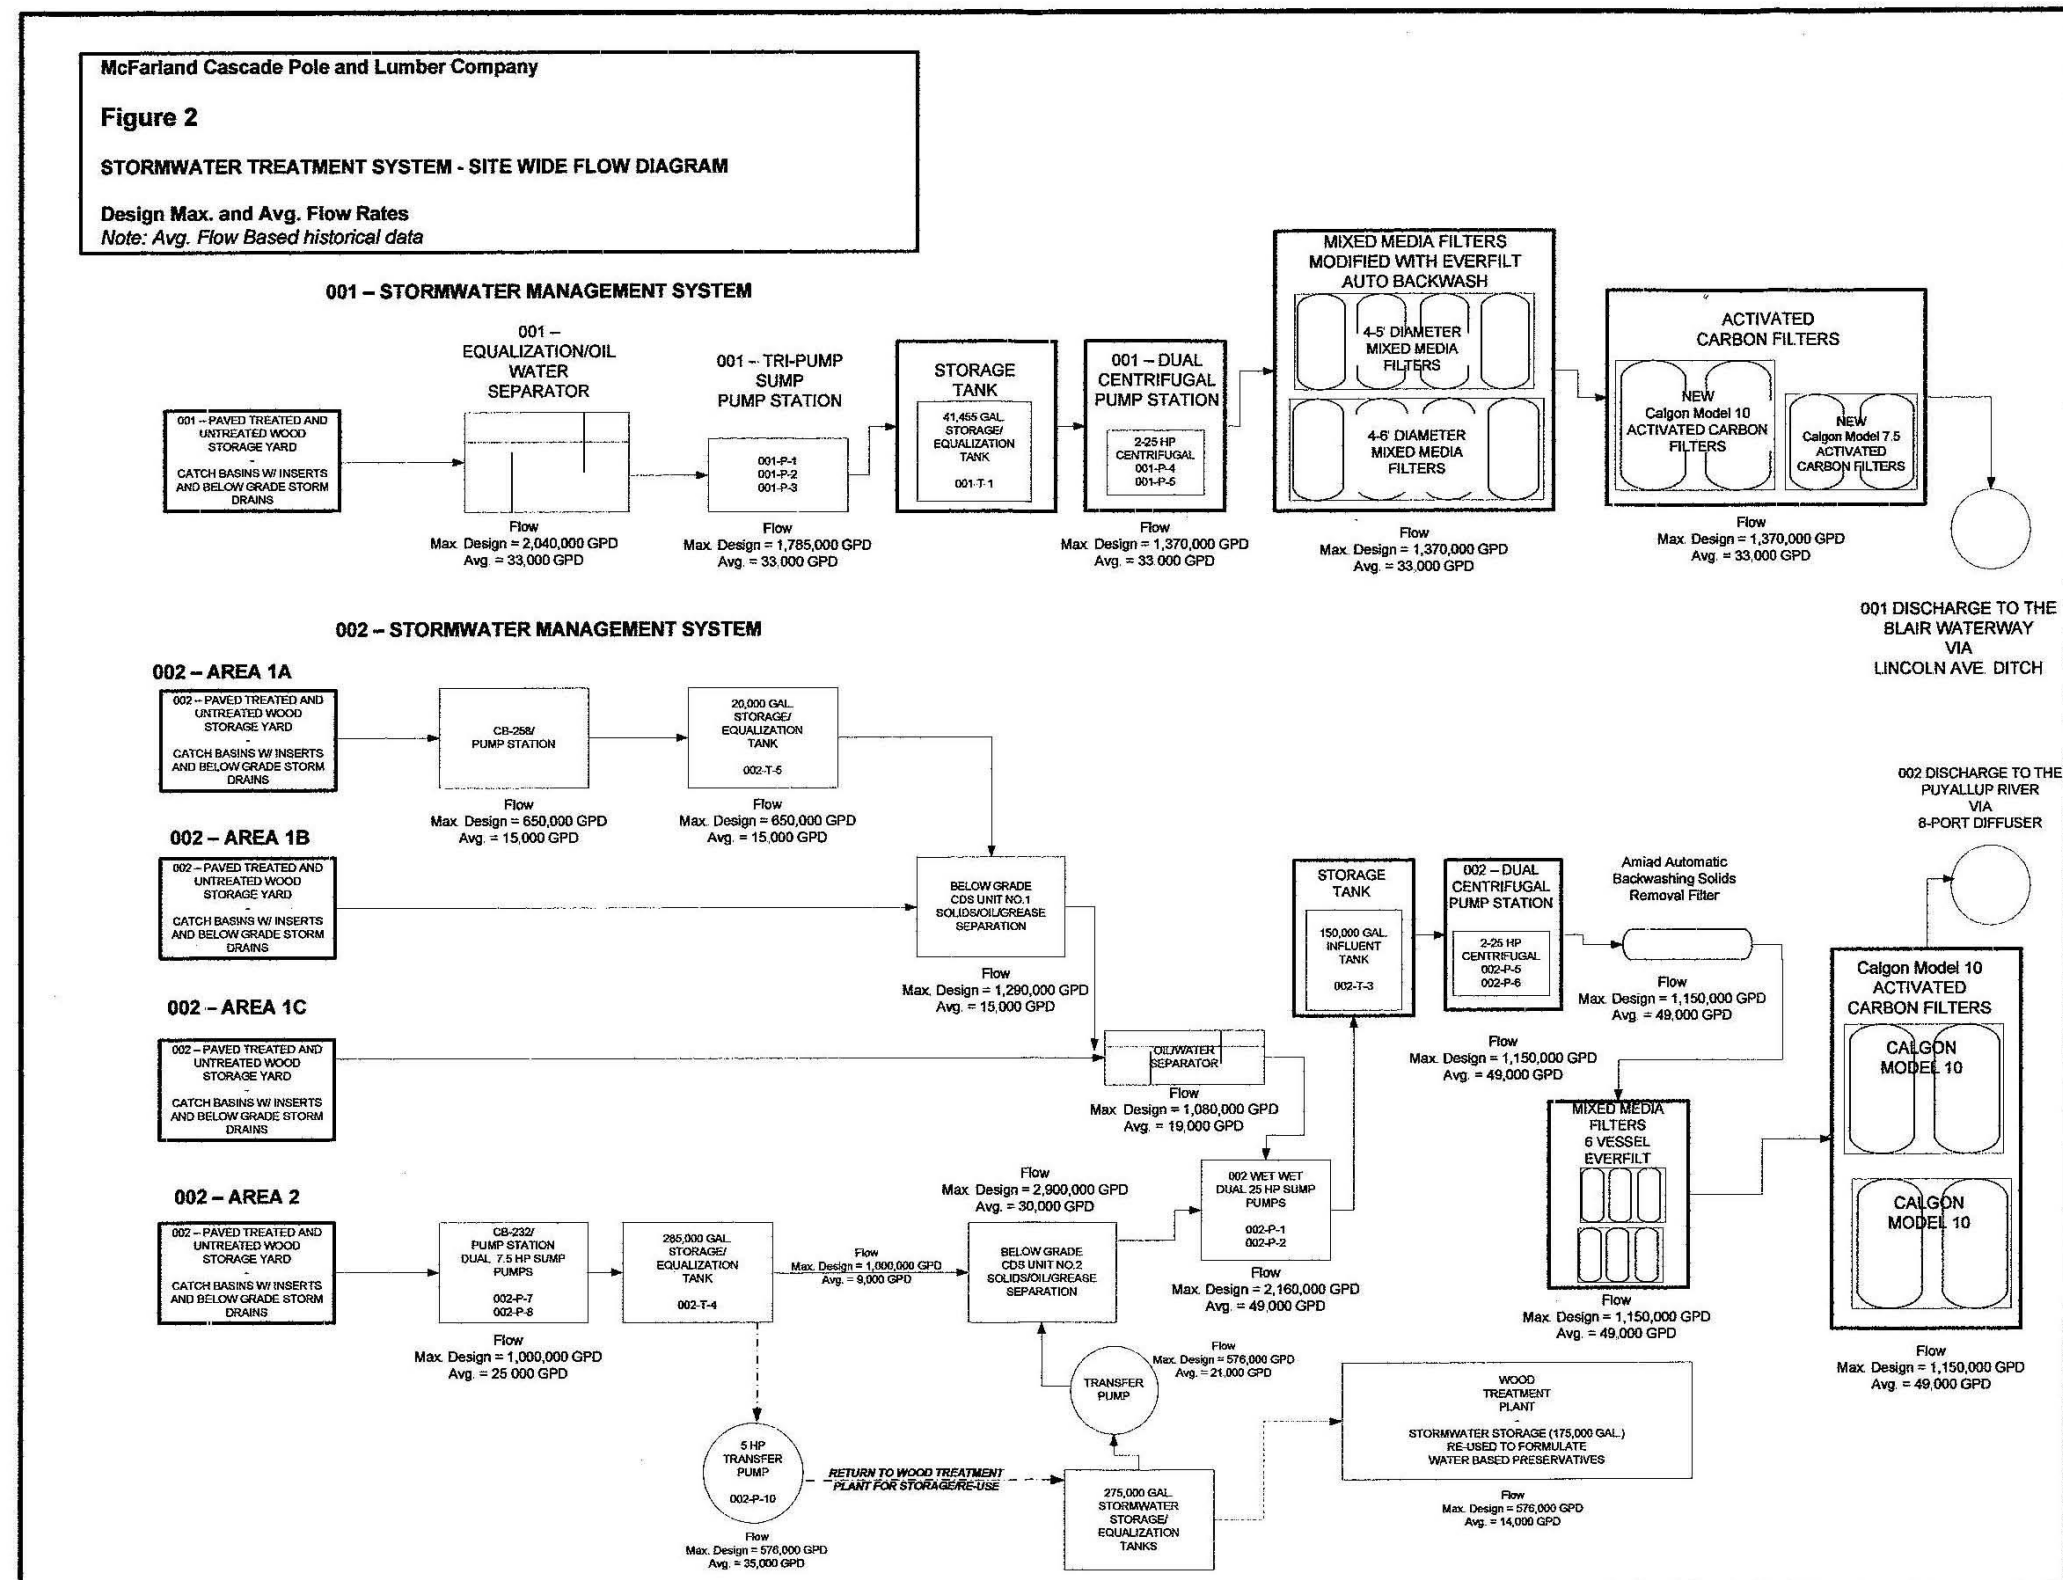 McFarland Cascade Pole and Lumber Company
Figure 2
STORMWATER TREATMENT SYSTEM - SITE WIDE FLOW DIAGRAM
Design Max. and Avg. Flow Rates
Note: Avg. Flow Based historical data
001 – STORMWATER MANAGEMENT SYSTEM
001 – PAVED TREATED AND
UNTREATED WOOD
STORAGE YARD
-
CATCH BASINS W/ INSERTS
AND BELOW GRADE STORM
DRAINS
001 –
EQUALIZATION/OIL
WATER
SEPARATOR
Flow
Max. Design = 2,040,000 GPD
Avg. = 33,000 GPD
001 – TRI-PUMP
SUMP
PUMP STATION
001-P-1
001-P-2
001-P-3
Flow
Max. Design = 1,785,000 GPD
Avg. = 33,000 GPD
STORAGE
TANK
41,455 GAL.
STORAGE/
EQUALIZATION
TANK
001-T-1
001 – DUAL
CENTRIFUGAL
PUMP STATION
2-25 HP
CENTRIFUGAL
001-P-4
001-P-5
Flow
Max. Design = 1,370,000 GPD
Avg. = 33.000 GPD
MIXED MEDIA FILTERS
MODIFIED WITH EVERFILT
AUTO BACKWASH
4-5' DIAMETER
MIXED MEDIA
FILTERS
4-6' DIAMETER
MIXED MEDIA
FILTERS
Flow
Max. Design = 1,370,000 GPD
Avg. = 33,000 GPD
ACTIVATED
CARBON FILTERS
NEW
Calgon Model 10
ACTIVATED CARBON
FILTERS
NEW
Calgon Model 7.5
ACTIVATED
CARBON FILTERS
Flow
Max. Design = 1,370,000 GPD
Avg. = 33,000 GPD
001 DISCHARGE TO THE
BLAIR WATERWAY
VIA
LINCOLN AVE. DITCH
002 – STORMWATER MANAGEMENT SYSTEM
002 – AREA 1A
002 – PAVED TREATED AND
UNTREATED WOOD
STORAGE YARD
-
CATCH BASINS W/ INSERTS
AND BELOW GRADE STORM
DRAINS
CB-258/
PUMP STATION
Flow
Max. Design = 650,000 GPD
Avg. = 15,000 GPD
20,000 GAL.
STORAGE/
EQUALIZATION
TANK
002-T-5
Flow
Max. Design = 650,000 GPD
Avg. = 15,000 GPD
002 – AREA 1B
002 – PAVED TREATED AND
UNTREATED WOOD
STORAGE YARD
-
CATCH BASINS W/ INSERTS
AND BELOW GRADE STORM
DRAINS
BELOW GRADE
CDS UNIT NO.1
SOLIDS/OIL/GREASE
SEPARATION
Flow
Max. Design = 1,290,000 GPD
Avg. = 15,000 GPD
002 – AREA 1C
002 – PAVED TREATED AND
UNTREATED WOOD
STORAGE YARD
-
CATCH BASINS W/ INSERTS
AND BELOW GRADE STORM
DRAINS
OIL/WATER
SEPARATOR
Flow
Max. Design = 1,080,000 GPD
Avg. = 19,000 GPD
002 – AREA 2
002 – PAVED TREATED AND
UNTREATED WOOD
STORAGE YARD
-
CATCH BASINS W/ INSERTS
AND BELOW GRADE STORM
DRAINS
CB-232/
PUMP STATION
DUAL 7.5 HP SUMP
PUMPS
002-P-7
002-P-8
Flow
Max. Design = 1,000,000 GPD
Avg. = 25 000 GPD
285,000 GAL.
STORAGE/
EQUALIZATION
TANK
002-T-4
Flow
Max. Design = 1,000,000 GPD
Avg. = 9,000 GPD
Flow
Max. Design = 2,900,000 GPD
Avg. = 30,000 GPD
BELOW GRADE
CDS UNIT NO.2
SOLIDS/OIL/GREASE
SEPARATION
002 WET WET
DUAL 25 HP SUMP
PUMPS
002-P-1
002-P-2
Flow
Max. Design = 2,160,000 GPD
Avg. = 49,000 GPD
STORAGE
TANK
150,000 GAL.
INFLUENT
TANK
002-T-3
002 – DUAL
CENTRIFUGAL
PUMP STATION
2-25 HP
CENTRIFUGAL
002-P-5
002-P-6
Flow
Max. Design = 1,150,000 GPD
Avg. = 49,000 GPD
Amiad Automatic
Backwashing Solids
Removal Filter
Flow
Max. Design = 1,150,000 GPD
Avg. = 49,000 GPD
MIXED MEDIA
FILTERS
6 VESSEL
EVERFILT
Flow
Max. Design = 1,150,000 GPD
Avg. = 49,000 GPD
002 DISCHARGE TO THE
PUYALLUP RIVER
VIA
8-PORT DIFFUSER
Calgon Model 10
ACTIVATED
CARBON FILTERS
CALGON
MODEL 10
CALGON
MODEL 10
Flow
Max. Design = 1,150,000 GPD
Avg. = 49,000 GPD
5 HP
TRANSFER
PUMP
002-P-10
Flow
Max. Design = 576,000 GPD
Avg. = 35,000 GPD
RETURN TO WOOD TREATMENT
PLANT FOR STORAGE/RE-USE
TRANSFER
PUMP
Flow
Max. Design = 576,000 GPD
Avg. = 21,000 GPD
275,000 GAL.
STORMWATER
STORAGE/
EQUALIZATION
TANKS
WOOD
TREATMENT
PLANT
-
STORMWATER STORAGE (175,000 GAL.)
RE-USED TO FORMULATE
WATER BASED PRESERVATIVES
Flow
Max. Design = 576,000 GPD
Avg. = 14,000 GPD